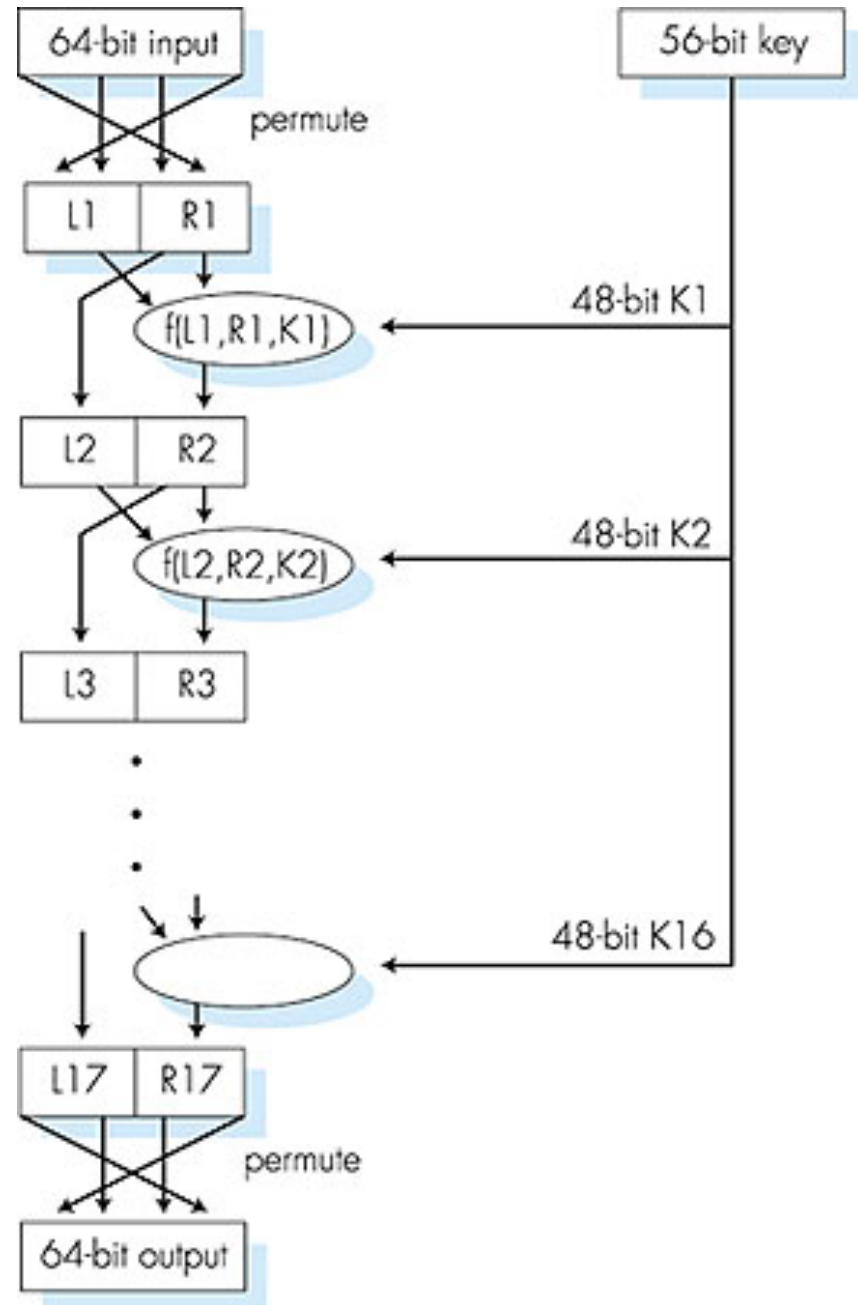 64-bit input
56-bit key
permute
L1 R1
48-bit K1
f(L1,R1,K1)
L2 R2
48-bit K2
f(L2,R2,K2)
L3 R3
48-bit K16
L17 R17
permute
64-bit output